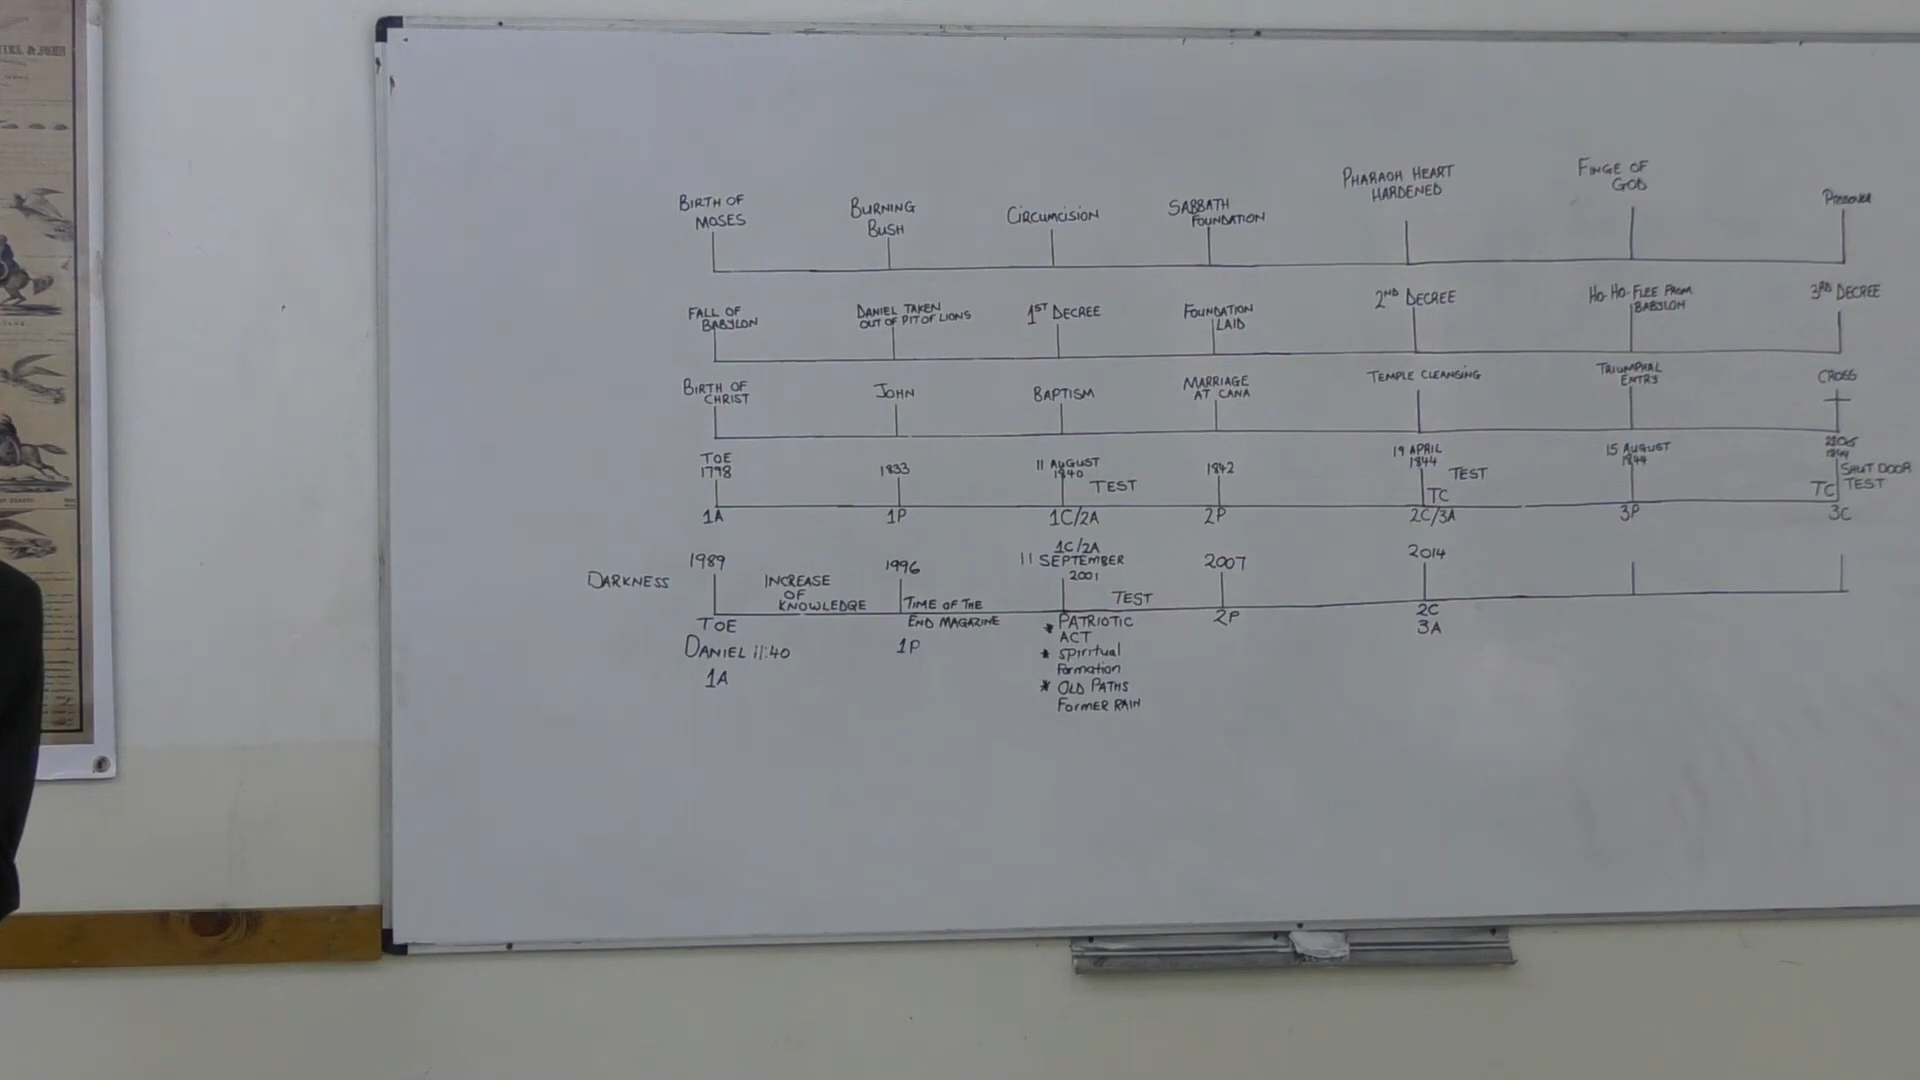 BIRTH OF
MOSES
BURNING
BUSH
CIRCUMCISION
SABBATH
FOUNDATION
PHARAOH HEART
HARDENED
FINGE OF
GOD
FALL OF
BABYLON
DANIEL TAKEN
OUT OF PIT OF LIONS
1ST DECREE
FOUNDATION
LAID
2ND DECREE
HO-HO-FLEE FROM
BABYLON
3RD DECREE
BIRTH OF
CHRIST
JOHN
BAPTISM
MARRIAGE
AT CANA
TEMPLE CLEANSING
TRIUMPHAL
ENTRY
CROSS
TOE
1798
1A
1833
1P
11 AUGUST
1840
TEST
1C/2A
1842
2P
19 APRIL
1844
TEST
TC
2C/3A
15 AUGUST
1844
3P
1844
SHUT DOOR
TEST
TC
3C
DARKNESS
1989
TOE
DANIEL 11:40
1A
INCREASE
OF
KNOWLEDGE
1996
TIME OF THE
END MAGAZINE
1P
1C/2A
11 SEPTEMBER
2001
TEST
* PATRIOTIC
ACT
* Spiritual
Formation
* OLD PATHS
FORMER RAIN
2007
2P
2014
2C
3A